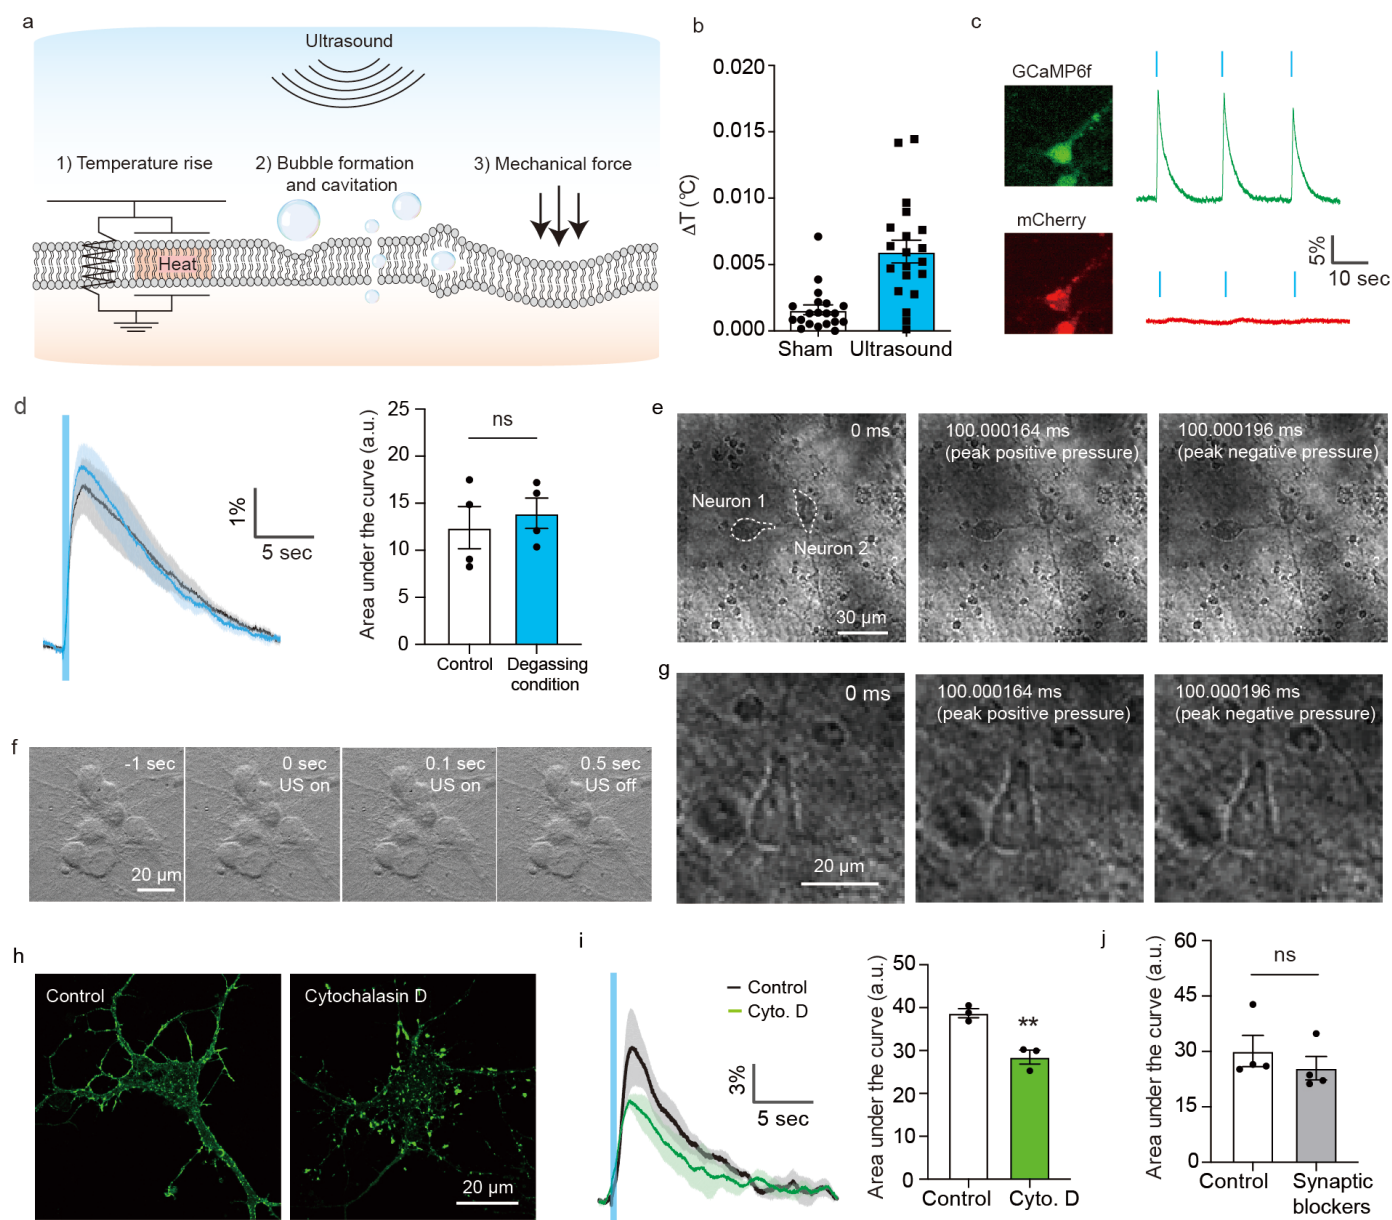 a
Ultrasound
1) Temperature rise
2) Bubble formation
and cavitation
3) Mechanical force
Heat
b
ΔT (°C)
0.020
0.015
0.010
0.005
0.000
Sham
Ultrasound
c
GCaMP6f
mCherry
5%
10 sec
d
1%
5 sec
Area under the curve (a.u.)
25
20
15
10
5
0
ns
Control
Degassing
condition
e
0 ms
Neuron 1
Neuron 2
30 µm
100.000164 ms
(peak positive pressure)
100.000196 ms
(peak negative pressure)
f
-1 sec
20 µm
0 sec
US on
0.1 sec
US on
0.5 sec
US off
g
0 ms
20 µm
100.000164 ms
(peak positive pressure)
100.000196 ms
(peak negative pressure)
h
Control
Cytochalasin D
20 µm
i
Control
Cyto. D
3%
5 sec
Area under the curve (a.u.)
50
40
30
20
10
0
**
Control
Cyto. D
j
Area under the curve (a.u.)
60
45
30
15
0
ns
Control
Synaptic
blockers